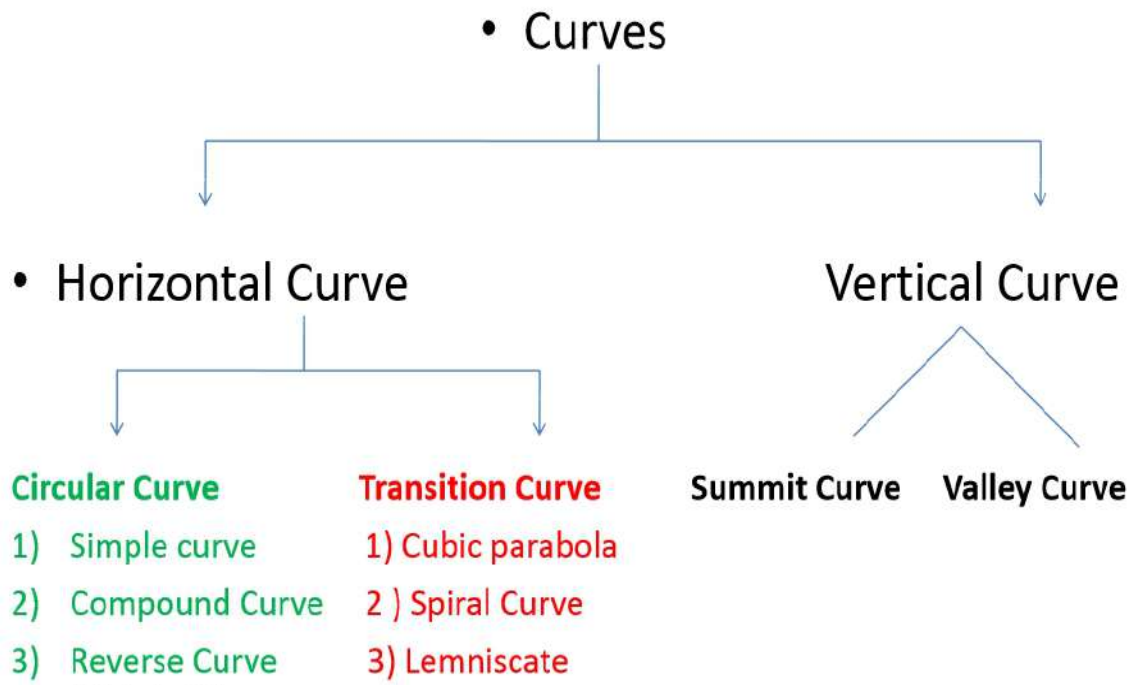 • Curves
• Horizontal Curve
Vertical Curve
Circular Curve
1) Simple curve
2) Compound Curve
3) Reverse Curve
Transition Curve
1) Cubic parabola
2 ) Spiral Curve
3) Lemniscate
Summit Curve
Valley Curve